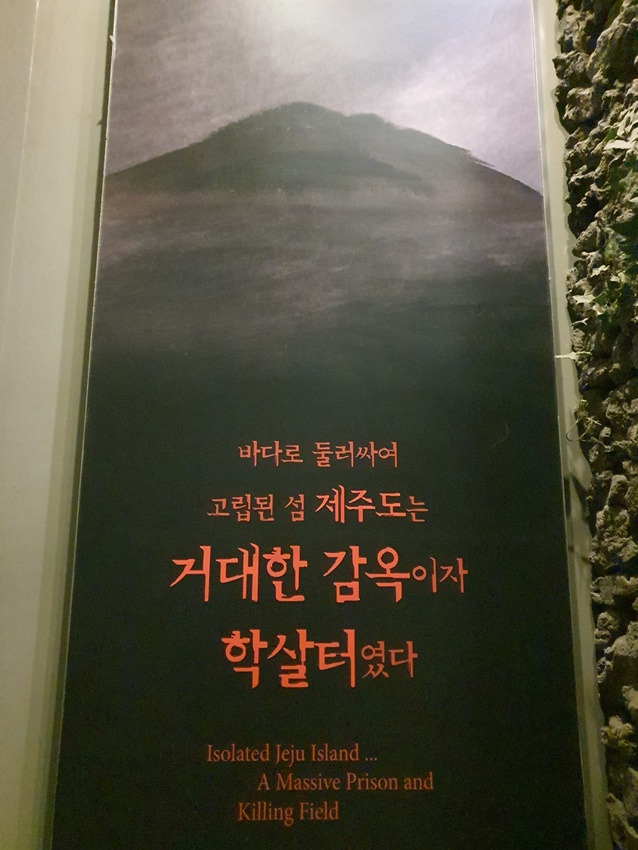 바다로 둘러싸여
고립된 섬 제주도는
거대한 감옥이자
학살터였다
Isolated Jeju Island ...
A Massive Prison and
Killing Field